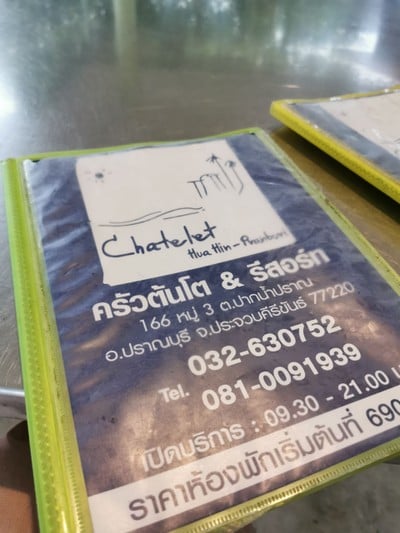 Chatelet
Hua Hin - Pranburi
ครัวต้นโต & รีสอร์ท
166 หมู่ 3 ต.ปากน้ำปราณ
อ.ปราณบุรี จ.ประจวบคีรีขันธ์ 77220
032-630752
Tel. 081-0091939
เปิดบริการ : 09.30 - 21.00
ราคาห้องพักเริ่มต้นที่ 690